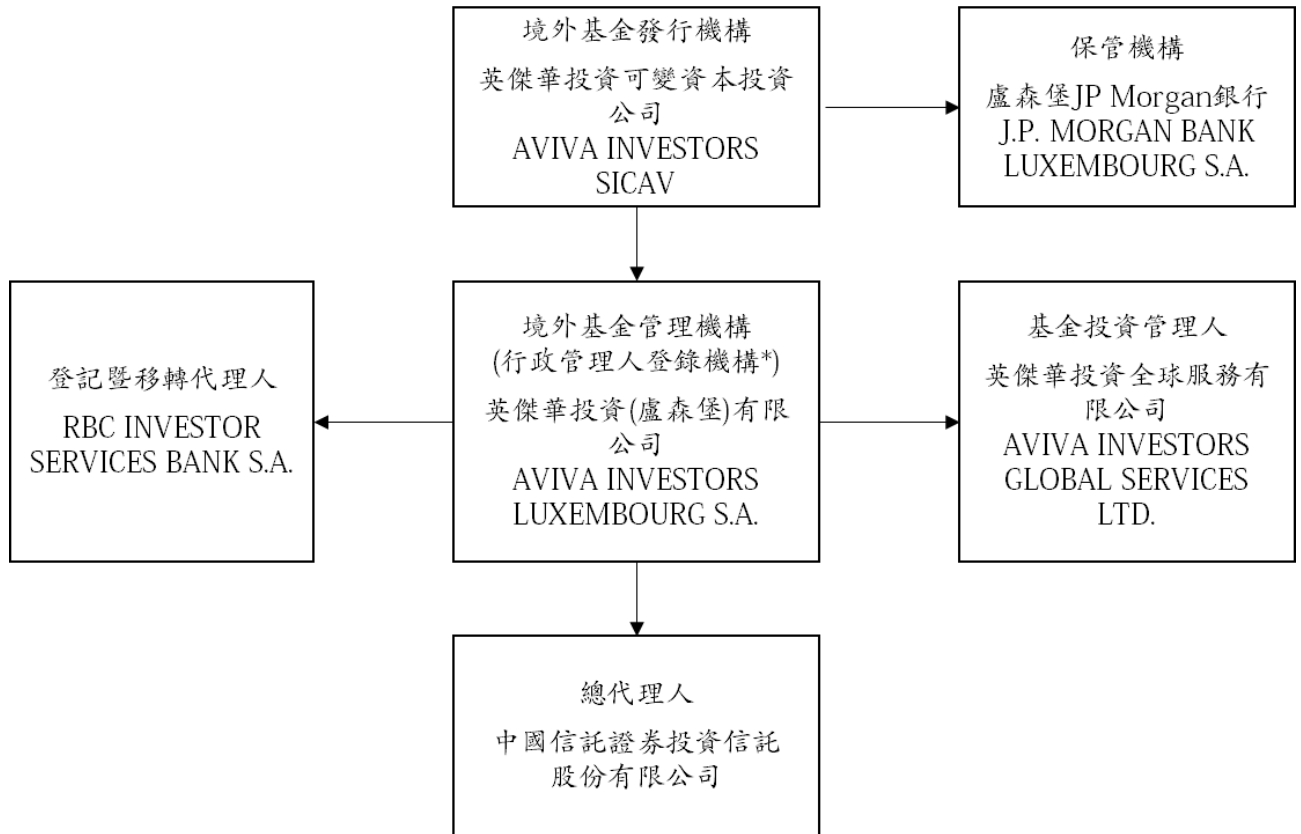 境外基金發行機構
英傑華投資可變資本投資
公司
AVIVA INVESTORS
SICAV
保管機構
盧森堡JP Morgan銀行
J.P. MORGAN BANK
LUXEMBOURG S.A.
登記暨移轉代理人
RBC INVESTOR
SERVICES BANK S.A.
境外基金管理機構
(行政管理人登錄機構*)
英傑華投資(盧森堡)有限
公司
AVIVA INVESTORS
LUXEMBOURG S.A.
基金投資管理人
英傑華投資全球服務有
限公司
AVIVA INVESTORS
GLOBAL SERVICES
LTD.
總代理人
中國信託證券投資信託
股份有限公司